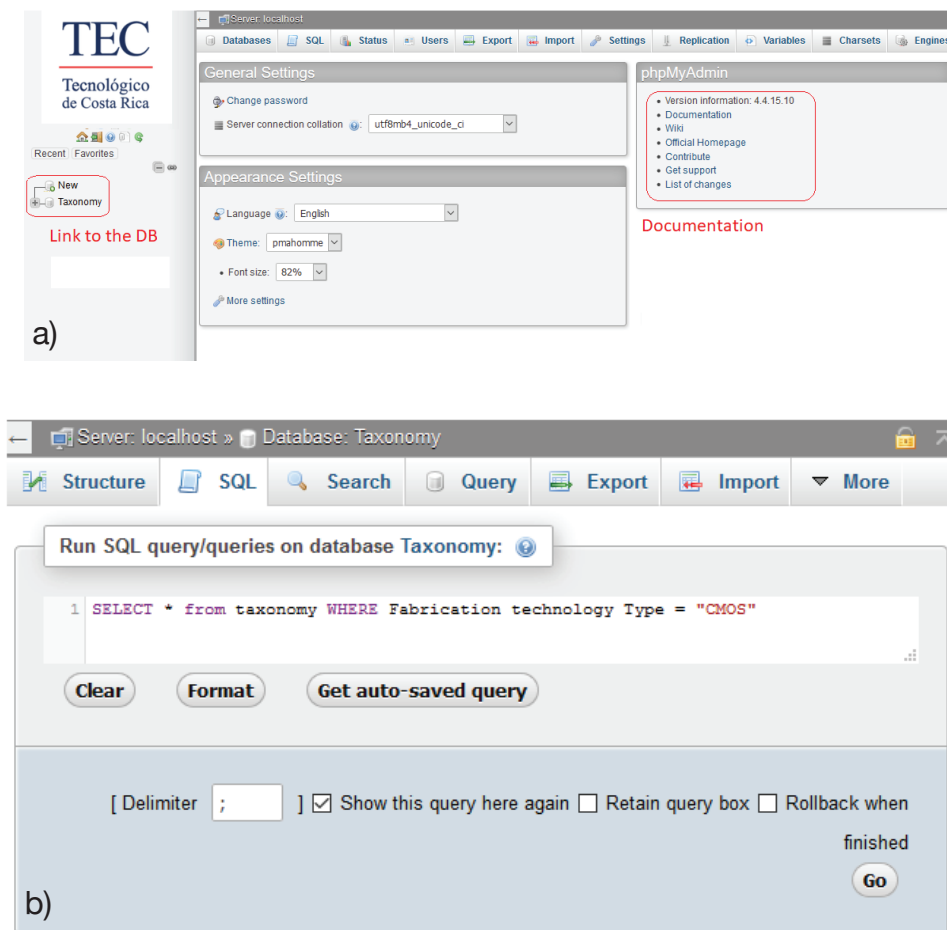 TEC
Tecnológico
de Costa Rica
Recent Favorites
New
Taxonomy
Link to the DB
a)
Server: localhost
Databases SQL Status Users Export Import Settings Replication Variables Charsets Engines
General Settings
Change password
Server connection collation : utf8mb4_unicode_ci
Appearance Settings
Language : English
Theme: pmahomme
• Font size: 82%
More settings
phpMyAdmin
• Version information: 4.4.15.10
• Documentation
• Wiki
• Official Homepage
• Contribute
• Get support
• List of changes
Documentation
← Server: localhost » Database: Taxonomy
Structure SQL Search Query Export Import More
Run SQL query/queries on database Taxonomy:
1 SELECT * from taxonomy WHERE Fabrication technology Type = "CMOS"
Clear Format Get auto-saved query
[ Delimiter ; ] Show this query here again Retain query box Rollback when
finished
Go
b)